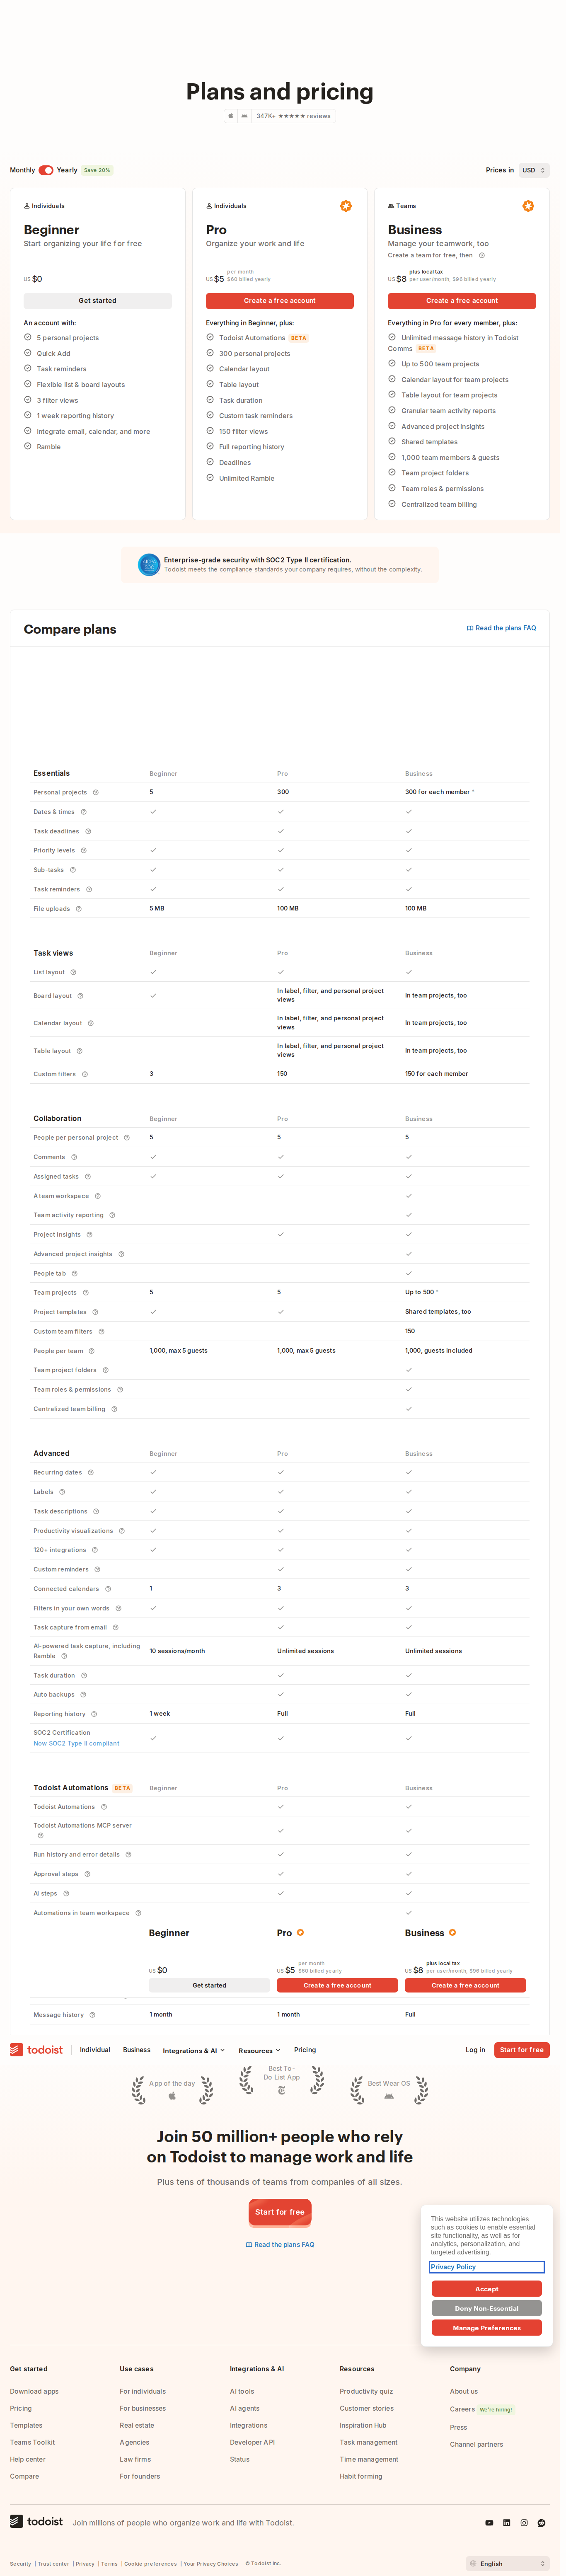 Plans and pricing
347K+ ★★★★★ reviews
Monthly Yearly Save 20%
Prices in USD
Individuals
Beginner
Start organizing your life for free
US$0
Get started
An account with:
5 personal projects
Quick Add
Task reminders
Flexible list & board layouts
3 filter views
1 week reporting history
Integrate email, calendar, and more
Ramble
Individuals
Pro
Organize your work and life
US$5 per month
$60 billed yearly
Create a free account
Everything in Beginner, plus:
Todoist Automations BETA
300 personal projects
Calendar layout
Table layout
Task duration
Custom task reminders
150 filter views
Full reporting history
Deadlines
Unlimited Ramble
Teams
Business
Manage your teamwork, too
Create a team for free, then
US$8 plus local tax
per user/month, $96 billed yearly
Create a free account
Everything in Pro for every member, plus:
Unlimited message history in Todoist
Comms BETA
Up to 500 team projects
Calendar layout for team projects
Table layout for team projects
Granular team activity reports
Advanced project insights
Shared templates
1,000 team members & guests
Team project folders
Team roles & permissions
Centralized team billing
Enterprise-grade security with SOC2 Type II certification.
Todoist meets the compliance standards your company requires, without the complexity.
Compare plans
Read the plans FAQ
Essentials Beginner Pro Business
Personal projects 5 300 300 for each member *
Dates & times
Task deadlines
Priority levels
Sub-tasks
Task reminders
File uploads 5 MB 100 MB 100 MB
Task views Beginner Pro Business
List layout
Board layout In label, filter, and personal project views In team projects, too
Calendar layout In label, filter, and personal project views In team projects, too
Table layout In label, filter, and personal project views In team projects, too
Custom filters 3 150 150 for each member
Collaboration Beginner Pro Business
People per personal project 5 5 5
Comments
Assigned tasks
A team workspace
Team activity reporting
Project insights
Advanced project insights
People tab
Team projects 5 5 Up to 500 *
Project templates Shared templates, too
Custom team filters 150
People per team 1,000, max 5 guests 1,000, max 5 guests 1,000, guests included
Team project folders
Team roles & permissions
Centralized team billing
Advanced Beginner Pro Business
Recurring dates
Labels
Task descriptions
Productivity visualizations
120+ integrations
Custom reminders
Connected calendars 1 3 3
Filters in your own words
Task capture from email
AI-powered task capture, including Ramble 10 sessions/month Unlimited sessions Unlimited sessions
Task duration
Auto backups
Reporting history 1 week Full Full
SOC2 Certification
Now SOC2 Type II compliant
Todoist Automations BETA Beginner Pro Business
Todoist Automations
Todoist Automations MCP server
Run history and error details
Approval steps
AI steps
Automations in team workspace
Beginner Pro Business
US$0
US$5 per month
$60 billed yearly
US$8 plus local tax
per user/month, $96 billed yearly
Get started Create a free account Create a free account
Message history 1 month 1 month Full
todoist Individual Business Integrations & AI Resources Pricing Log in Start for free
App of the day
Best To-
Do List App
Best Wear OS
Join 50 million+ people who rely
on Todoist to manage work and life
Plus tens of thousands of teams from companies of all sizes.
Start for free
Read the plans FAQ
This website utilizes technologies
such as cookies to enable essential
site functionality, as well as for
analytics, personalization, and
targeted advertising.
Privacy Policy
Accept
Deny Non-Essential
Manage Preferences
Get started
Download apps
Pricing
Templates
Teams Toolkit
Help center
Compare
Use cases
For individuals
For businesses
Real estate
Agencies
Law firms
For founders
Integrations & AI
AI tools
AI agents
Integrations
Developer API
Status
Resources
Productivity quiz
Customer stories
Inspiration Hub
Task management
Time management
Habit forming
Company
About us
Careers We're hiring!
Press
Channel partners
todoist Join millions of people who organize work and life with Todoist.
Security | Trust center | Privacy | Terms | Cookie preferences | Your Privacy Choices © Todoist Inc.
English